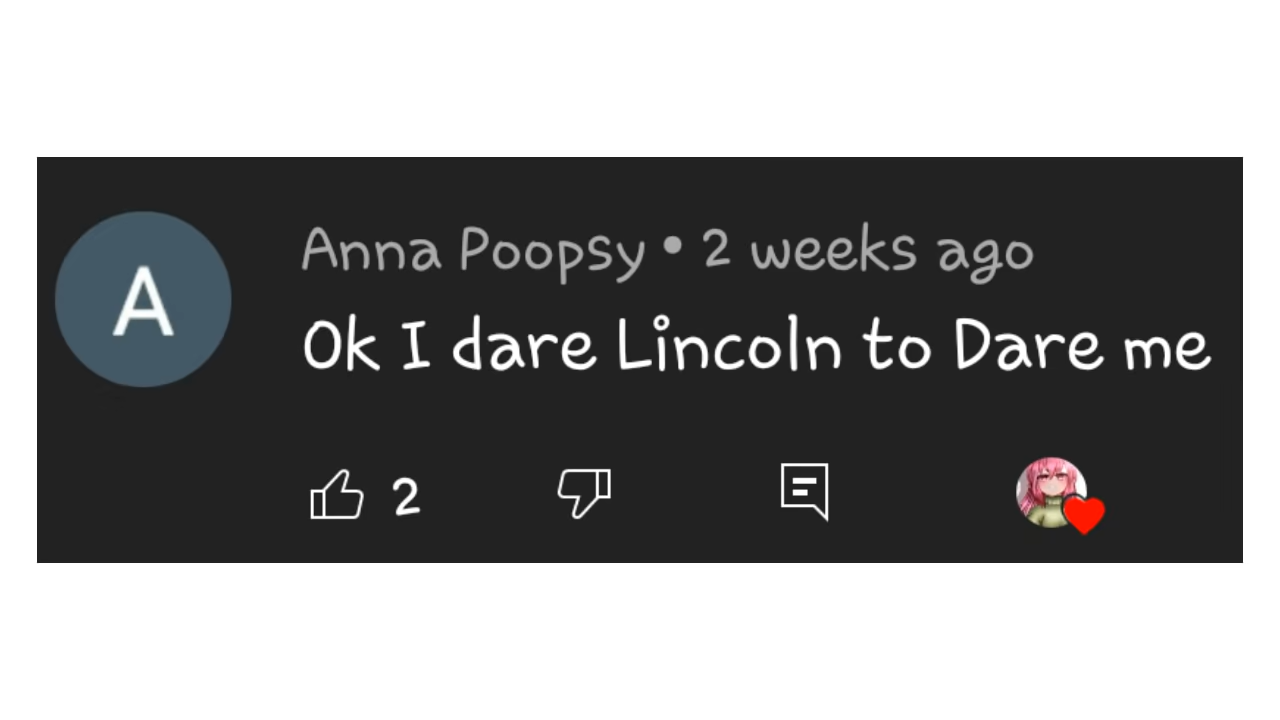 A
Anna Poopsy • 2 weeks ago
Ok I dare Lincoln to Dare me
2